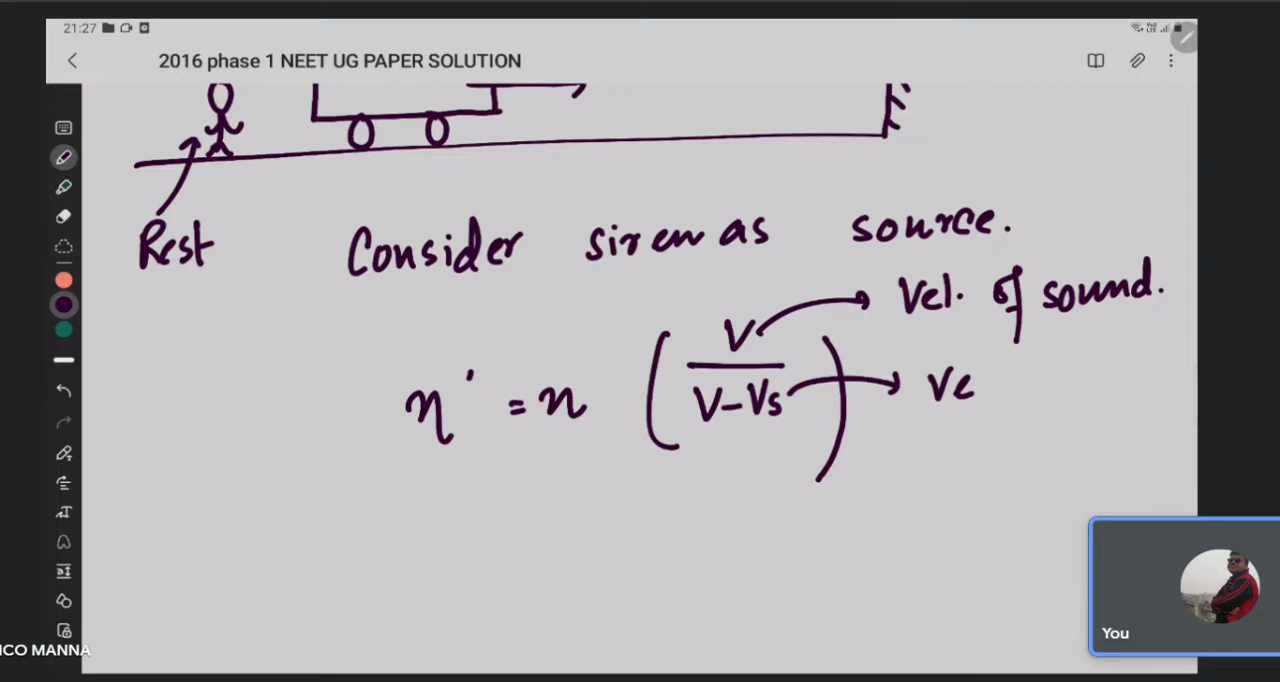 21:27
2016 phase 1 NEET UG PAPER SOLUTION
Rest Consider siren as source.
Vel. of sound.
η' = n (V / V-Vs) Ve
You
ICO MANNA